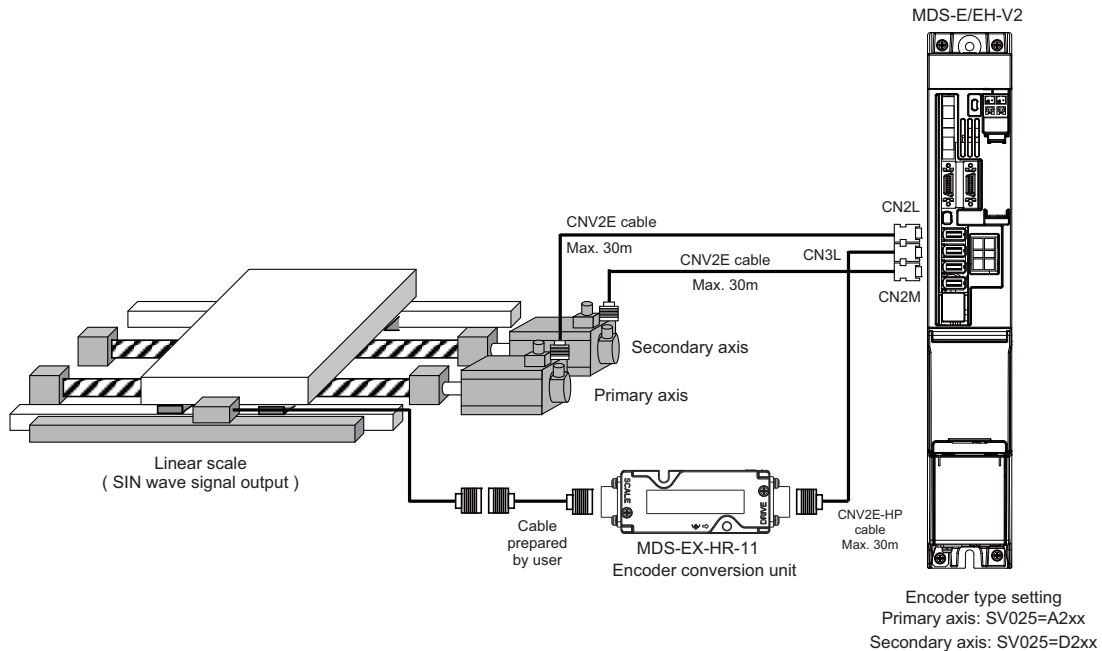 MDS-E/EH-V2
CN2L
CNV2E cable
Max. 30m
CNV2E cable
CN3L
Max. 30m
CN2M
Secondary axis
Primary axis
Linear scale
( SIN wave signal output )
SCALE
DRIVE
Cable
prepared
by user
MDS-EX-HR-11
Encoder conversion unit
CNV2E-HP
cable
Max. 30m
Encoder type setting
Primary axis: SV025=A2xx
Secondary axis: SV025=D2xx